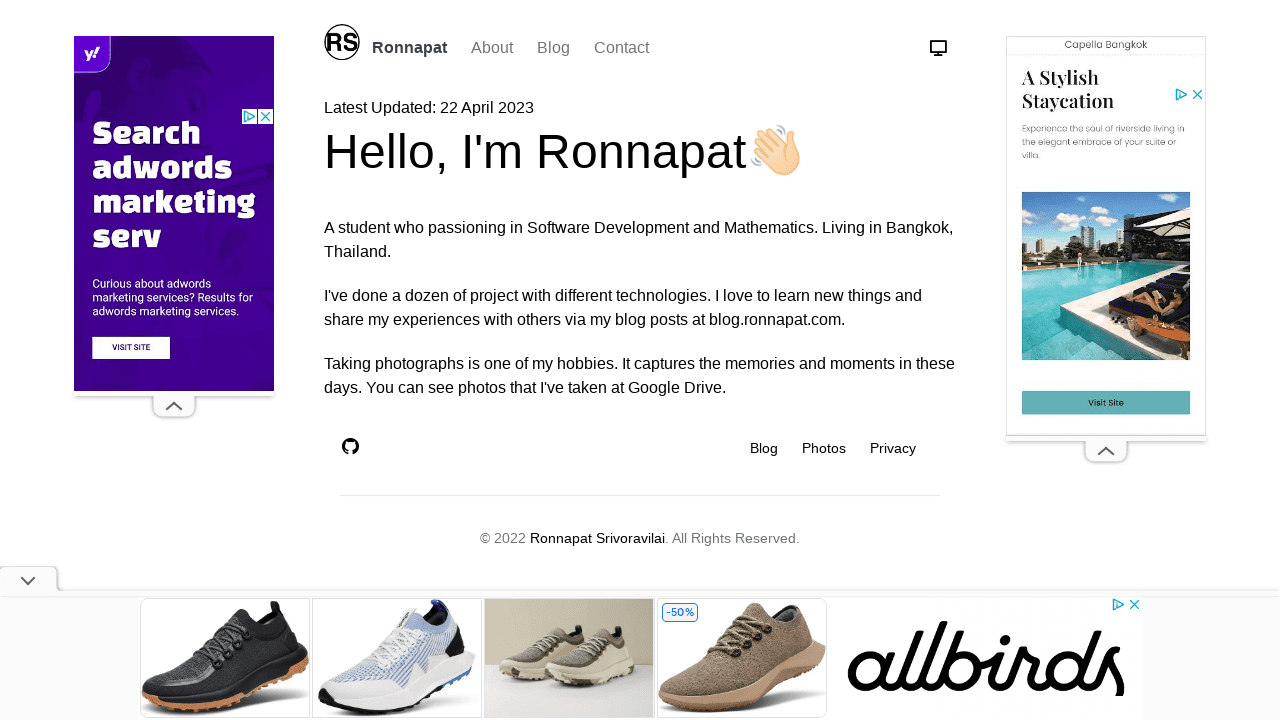 RS
Ronnapat About Blog Contact
Latest Updated: 22 April 2023
Hello, I'm Ronnapat👋
A student who passioning in Software Development and Mathematics. Living in Bangkok,
Thailand.
I've done a dozen of project with different technologies. I love to learn new things and
share my experiences with others via my blog posts at blog.ronnapat.com.
Taking photographs is one of my hobbies. It captures the memories and moments in these
days. You can see photos that I've taken at Google Drive.
Blog Photos Privacy
© 2022 Ronnapat Srivoravilai. All Rights Reserved.
y!
Search
adwords
marketing
serv
Curious about adwords
marketing services? Results for
adwords marketing services.
VISIT SITE
Capella Bangkok
A Stylish
Staycation
Experience the soul of riverside living in
the elegant embrace of your suite or
villa.
Visit Site
-50%
allbirds